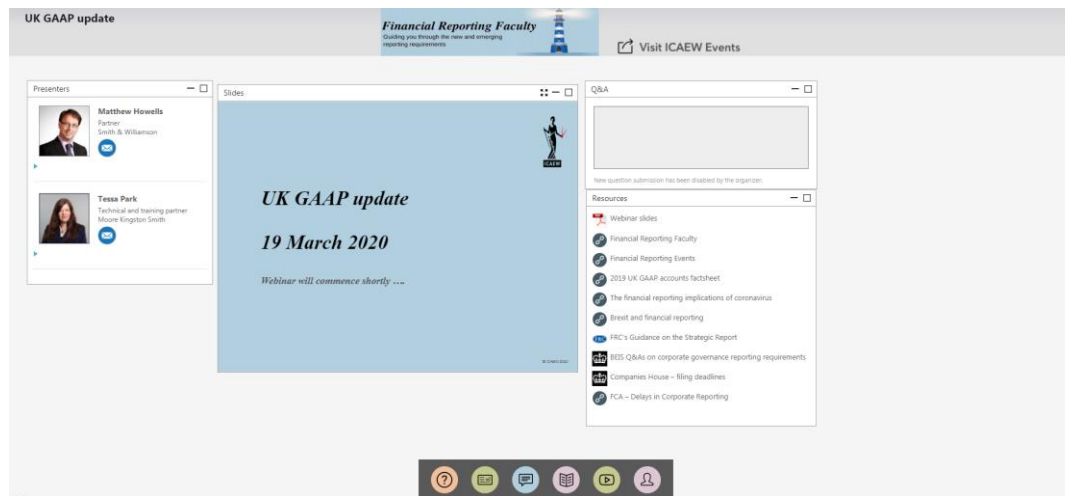 UK GAAP update
Financial Reporting Faculty
Guiding you through the new and emerging
reporting requirements
Visit ICAEW Events
Presenters
Matthew Howells
Partner
Smith & Williamson
Tessa Park
Technical and training partner
Moore Kingston Smith
Slides
ICAEW
UK GAAP update
19 March 2020
Webinar will commence shortly ....
© ICAEW 2020
Q&A
New question submission has been disabled by the organizer.
Resources
Webinar slides
Financial Reporting Faculty
Financial Reporting Events
2019 UK GAAP accounts factsheet
The financial reporting implications of coronavirus
Brexit and financial reporting
FRC
FRC's Guidance on the Strategic Report
BEIS Q&As on corporate governance reporting requirements
Companies House – filing deadlines
FCA – Delays in Corporate Reporting